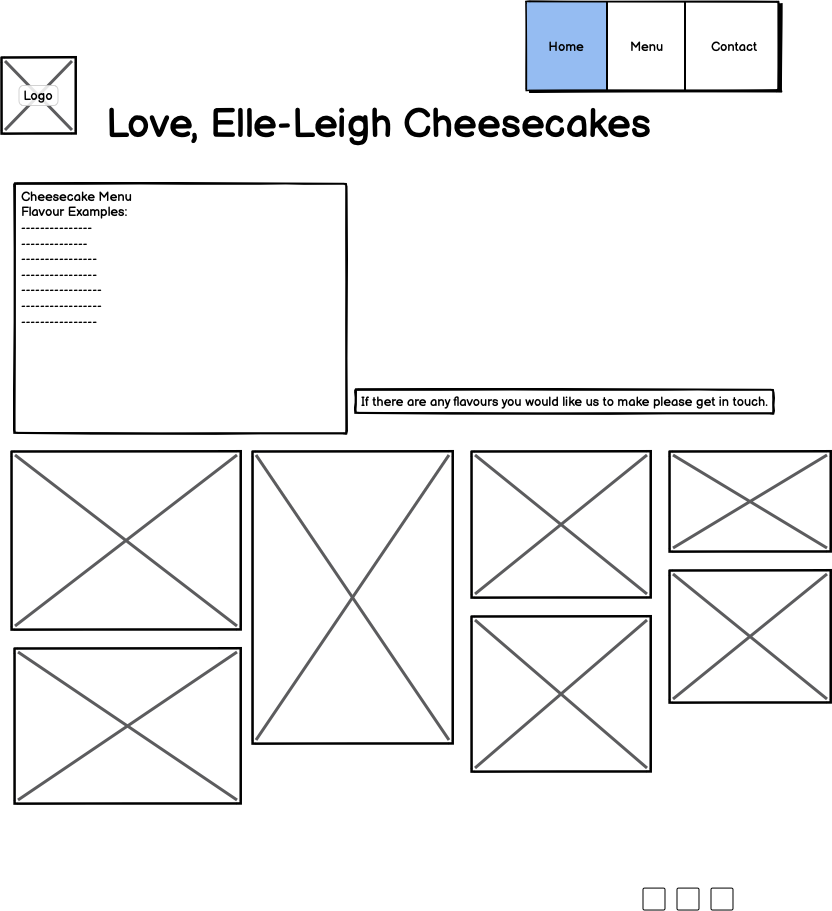 Home Menu Contact
Logo
Love, Elle-Leigh Cheesecakes
Cheesecake Menu
Flavour Examples:
---------------
--------------
----------------
----------------
-----------------
-----------------
----------------
If there are any flavours you would like us to make please get in touch.